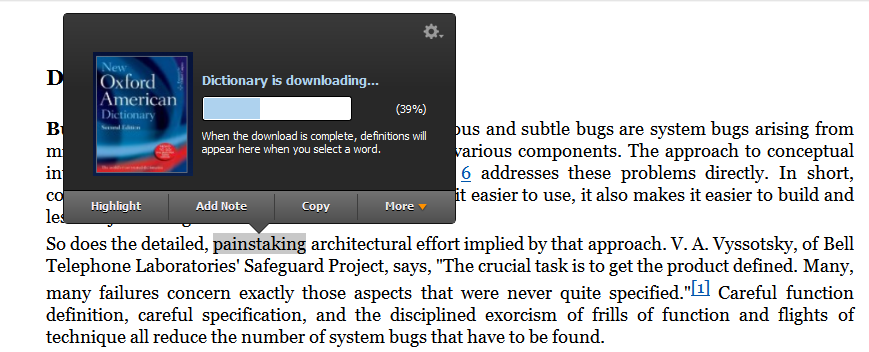 New
Oxford
American
Dictionary
Second Edition
Dictionary is downloading...
(39%)
When the download is complete, definitions will
appear here when you select a word.
Highlight Add Note Copy More
D
B ous and subtle bugs are system bugs arising from
m various components. The approach to conceptual
in 6 addresses these problems directly. In short,
co it easier to use, it also makes it easier to build and
les
So does the detailed, painstaking architectural effort implied by that approach. V. A. Vyssotsky, of Bell
Telephone Laboratories' Safeguard Project, says, "The crucial task is to get the product defined. Many,
many failures concern exactly those aspects that were never quite specified."[1] Careful function
definition, careful specification, and the disciplined exorcism of frills of function and flights of
technique all reduce the number of system bugs that have to be found.